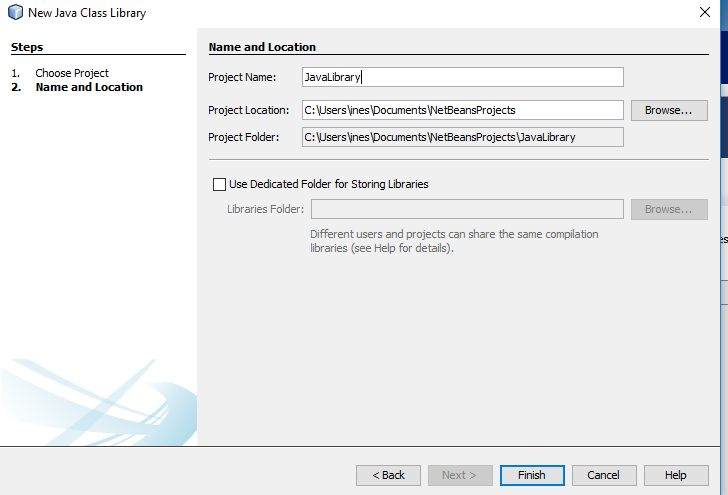 New Java Class Library
Steps
1. Choose Project
2. Name and Location
Name and Location
Project Name: JavaLibrary
Project Location: C:\Users\ines\Documents\NetBeansProjects Browse...
Project Folder: C:\Users\ines\Documents\NetBeansProjects\JavaLibrary
Use Dedicated Folder for Storing Libraries
Libraries Folder: Browse...
Different users and projects can share the same compilation
libraries (see Help for details).
< Back Next > Finish Cancel Help